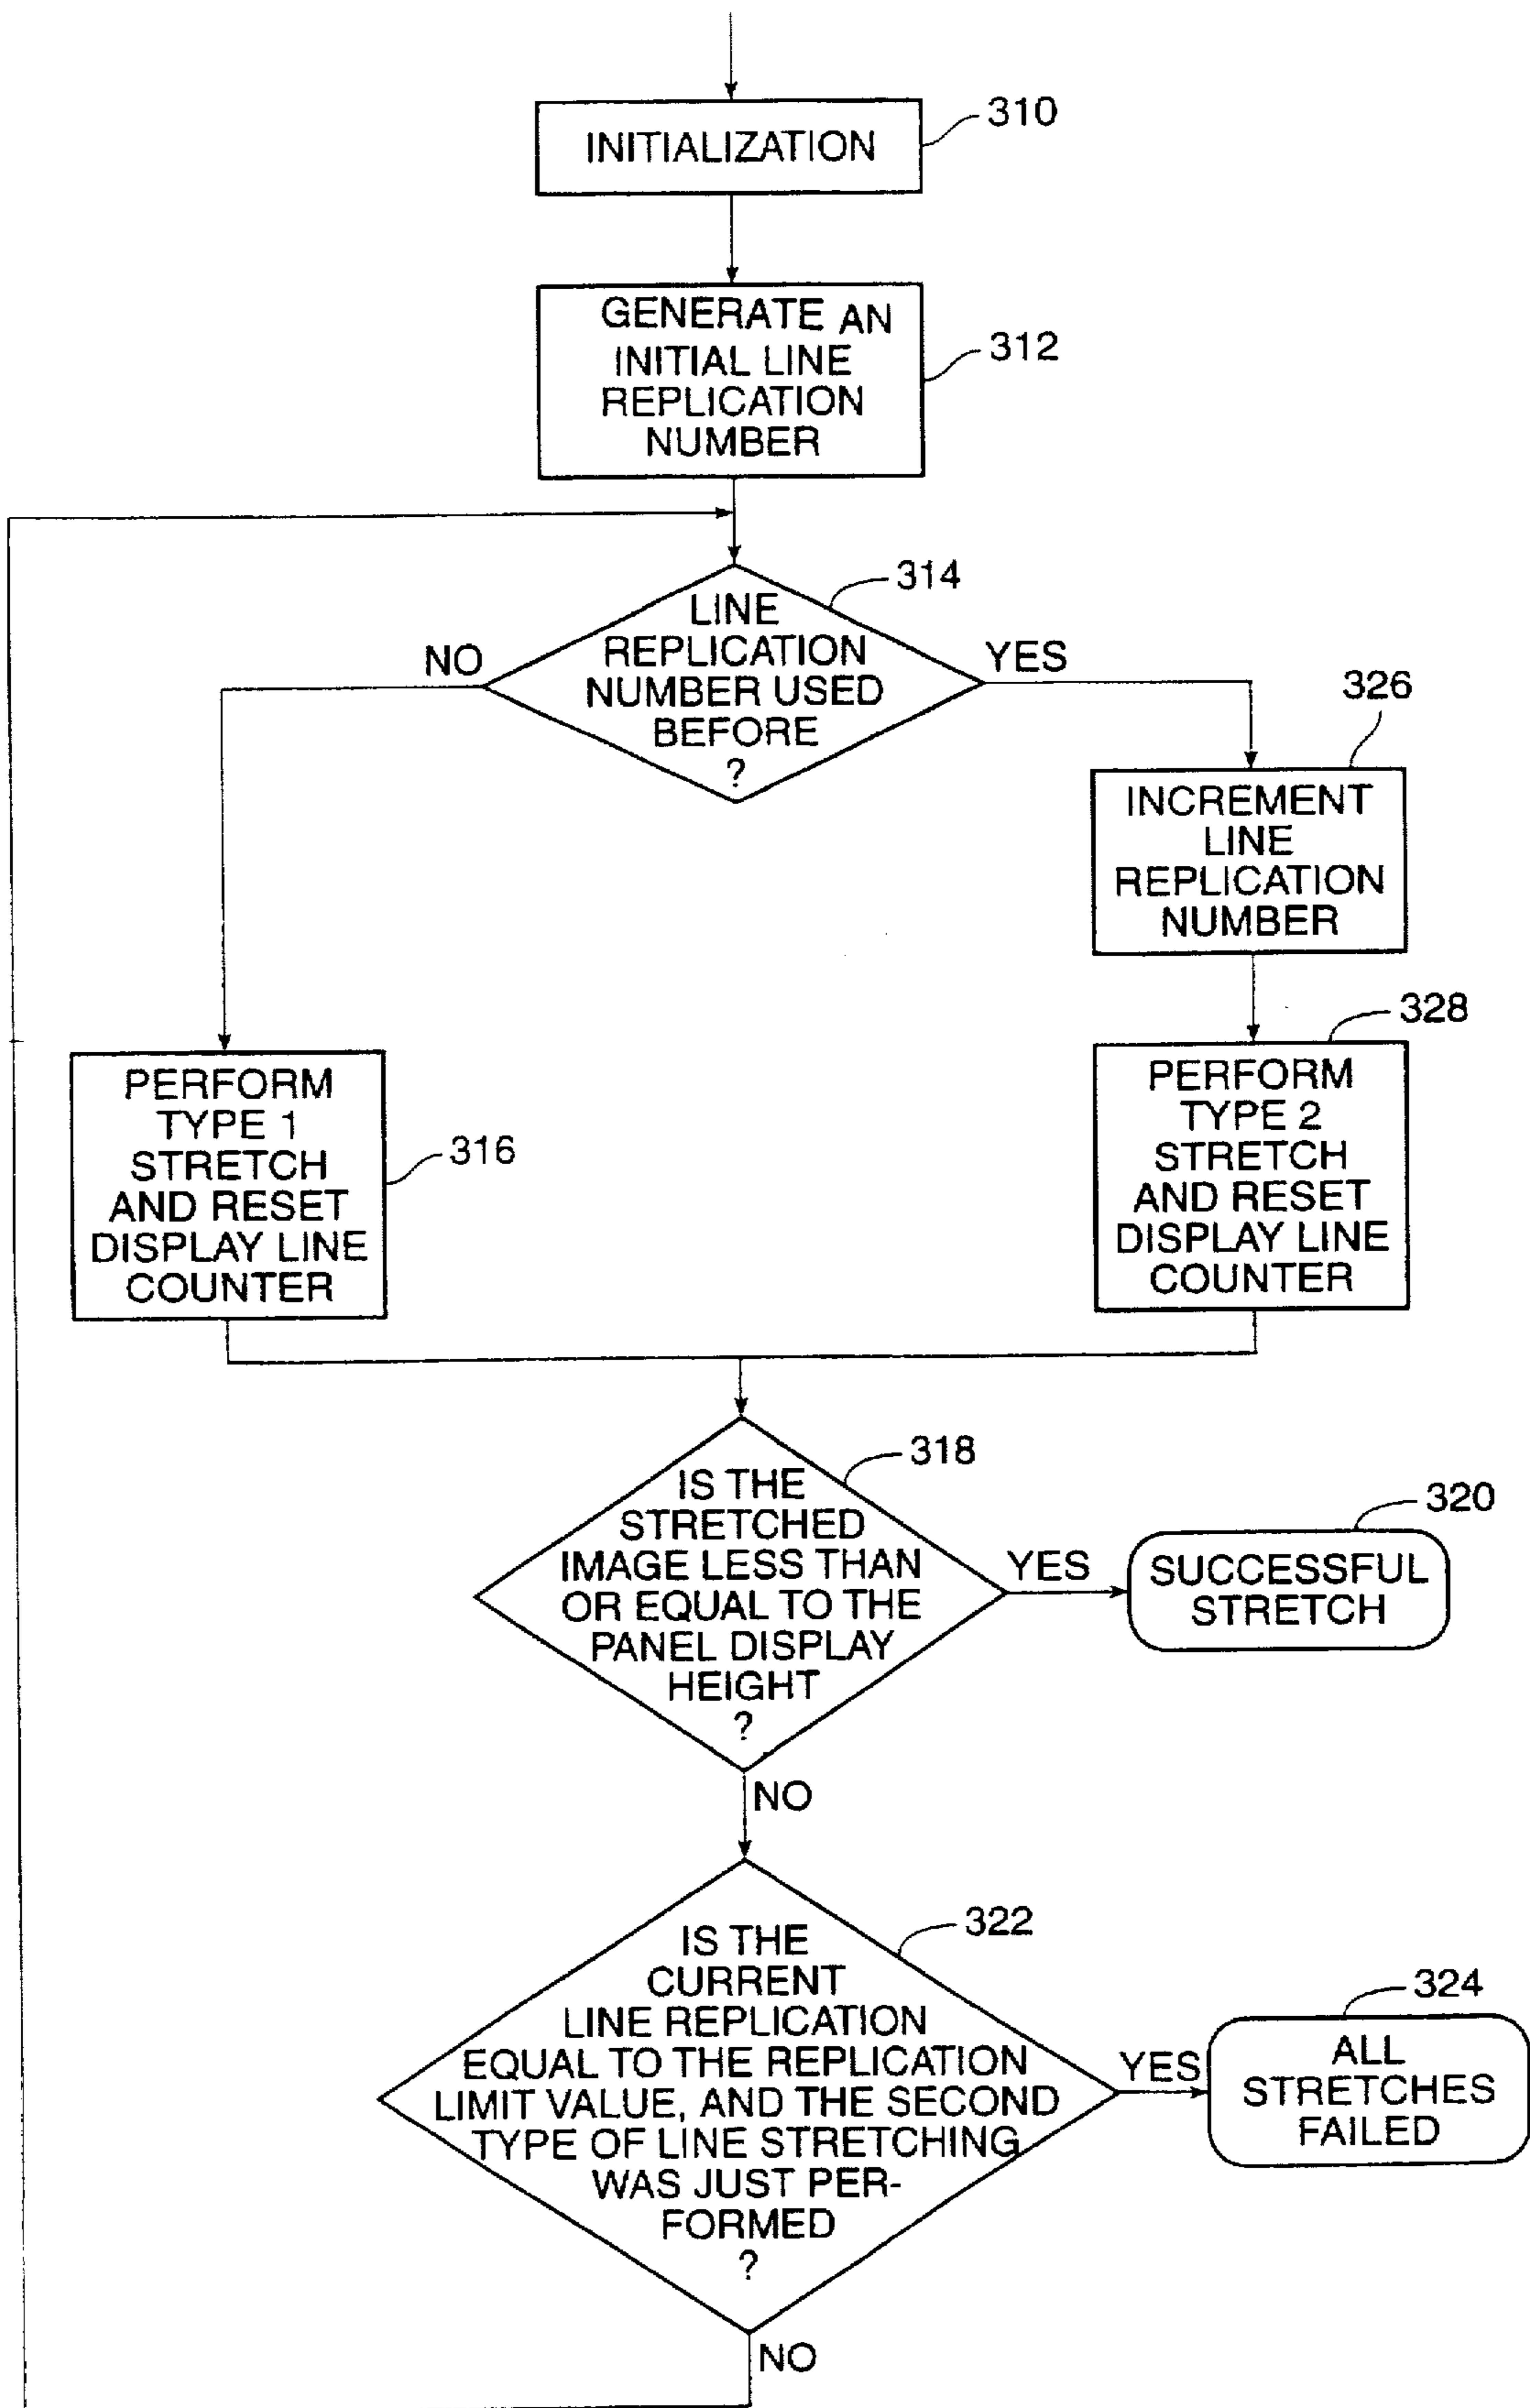 310
INITIALIZATION
GENERATE AN
INITIAL LINE
REPLICATION
NUMBER
312
314
LINE
REPLICATION
NUMBER USED
BEFORE
?
NO
YES
326
INCREMENT
LINE
REPLICATION
NUMBER
328
PERFORM
TYPE 1
STRETCH
AND RESET
DISPLAY LINE
COUNTER
316
PERFORM
TYPE 2
STRETCH
AND RESET
DISPLAY LINE
COUNTER
318
IS THE
STRETCHED
IMAGE LESS THAN
OR EQUAL TO THE
PANEL DISPLAY
HEIGHT
?
YES
320
SUCCESSFUL
STRETCH
NO
322
IS THE
CURRENT
LINE REPLICATION
EQUAL TO THE REPLICATION
LIMIT VALUE, AND THE SECOND
TYPE OF LINE STRETCHING
WAS JUST PER-
FORMED
?
YES
324
ALL
STRETCHES
FAILED
NO